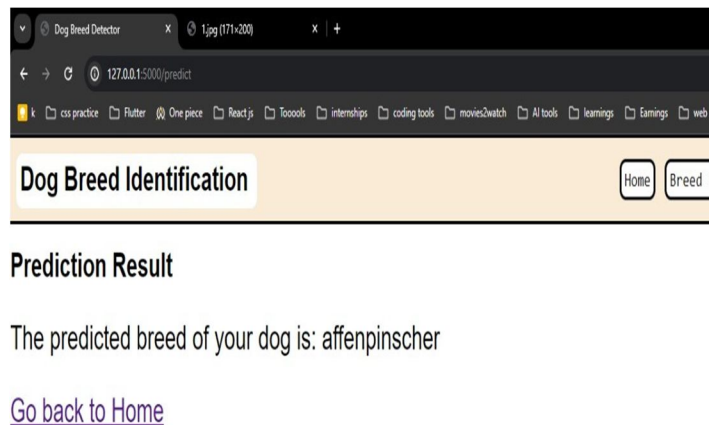 Dog Breed Detector
1.jpg (171×200)
127.0.0.1:5000/predict
k css practice Flutter One piece React js Toools internships coding tools movies2watch AI tools learnings Earnings web
Dog Breed Identification
Home Breed
Prediction Result
The predicted breed of your dog is: affenpinscher
Go back to Home